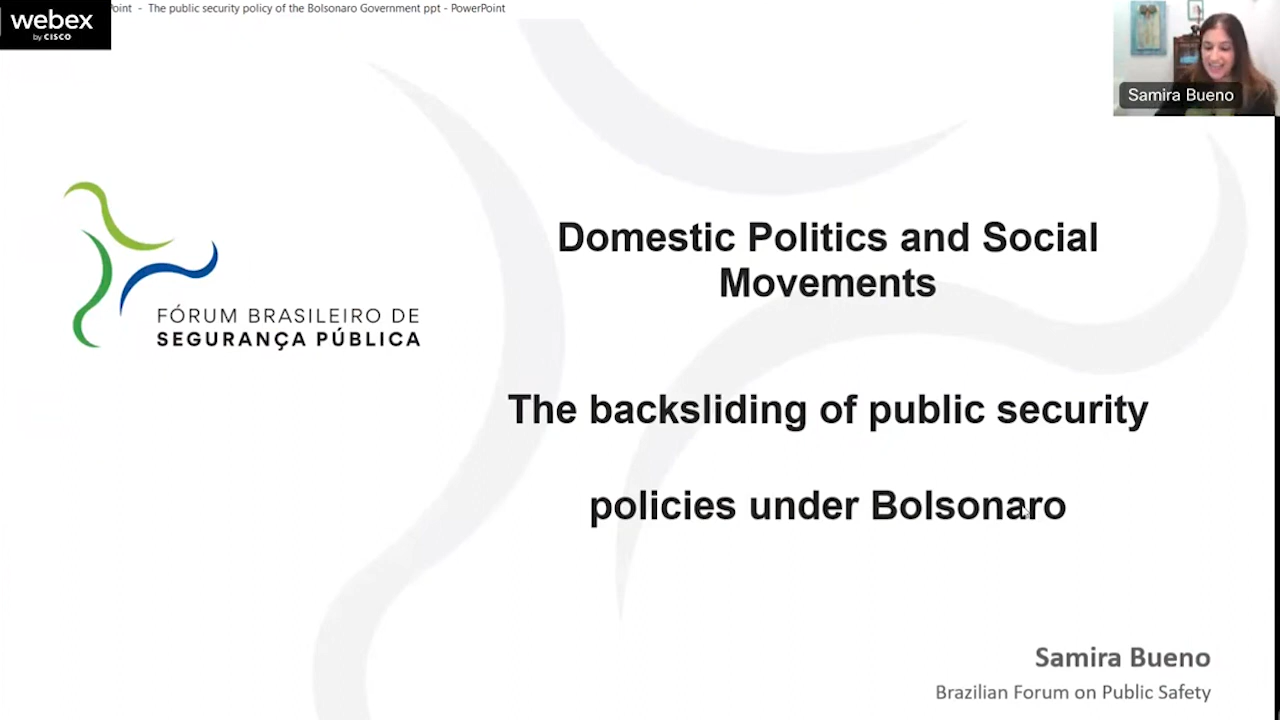 webex
by CISCO
Point - The public security policy of the Bolsonaro Government ppt - PowerPoint
Samira Bueno
FÓRUM BRASILEIRO DE
SEGURANÇA PÚBLICA
Domestic Politics and Social
Movements
The backsliding of public security
policies under Bolsonaro
Samira Bueno
Brazilian Forum on Public Safety